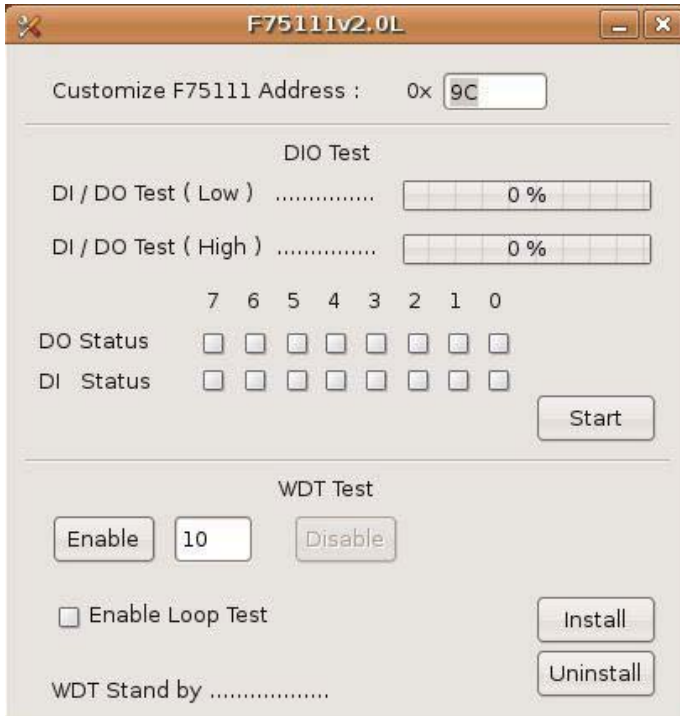 F75111v2.0L
Customize F75111 Address : 0x 9C
DIO Test
DI / DO Test ( Low ) ............... 0 %
DI / DO Test ( High ) ............... 0 %
7 6 5 4 3 2 1 0
DO Status
DI Status
Start
WDT Test
Enable 10 Disable
Enable Loop Test
Install
Uninstall
WDT Stand by ..................